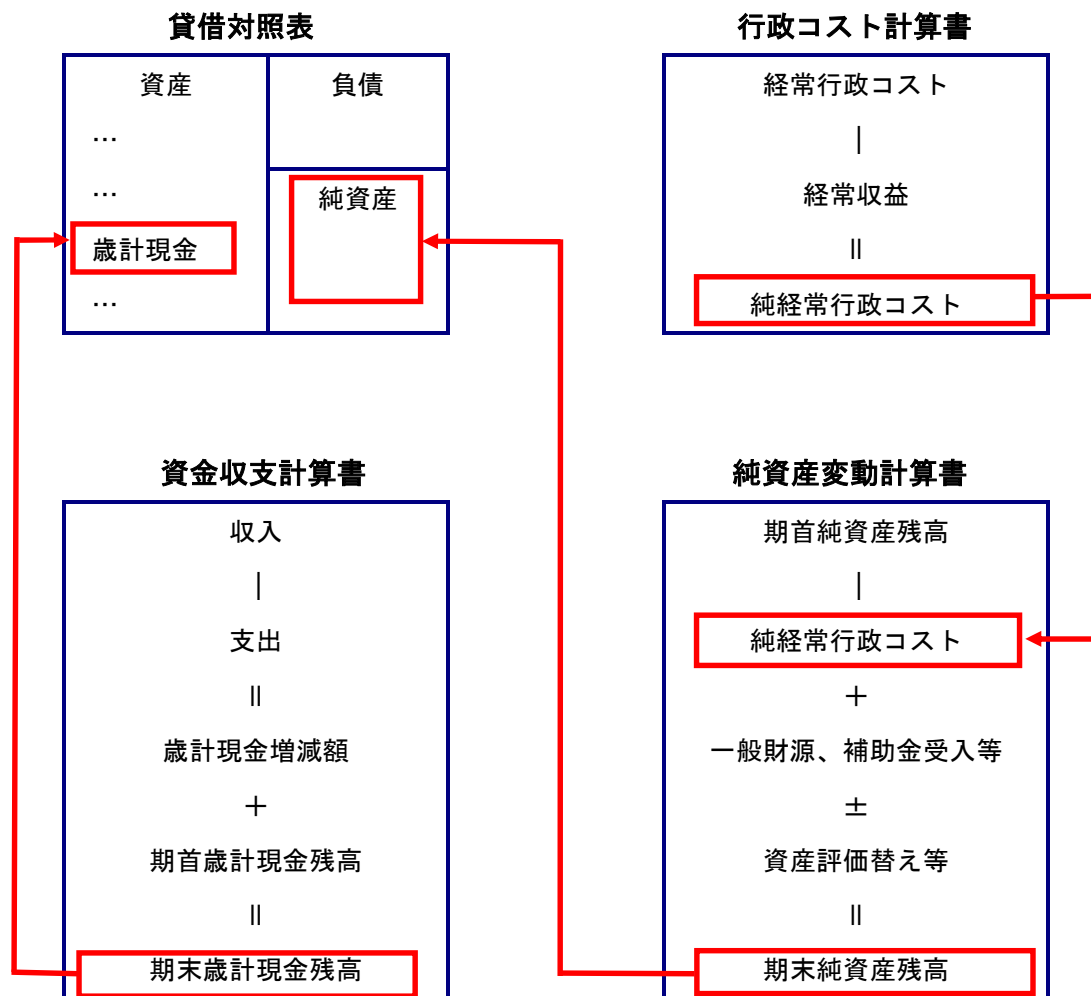 貸借対照表
資産
負債
…
…
純資産
歳計現金
…
行政コスト計算書
経常行政コスト
|
経常収益
||
純経常行政コスト
資金収支計算書
収入
|
支出
||
歳計現金増減額
＋
期首歳計現金残高
||
期末歳計現金残高
純資産変動計算書
期首純資産残高
|
純経常行政コスト
＋
一般財源、補助金受入等
±
資産評価替え等
||
期末純資産残高